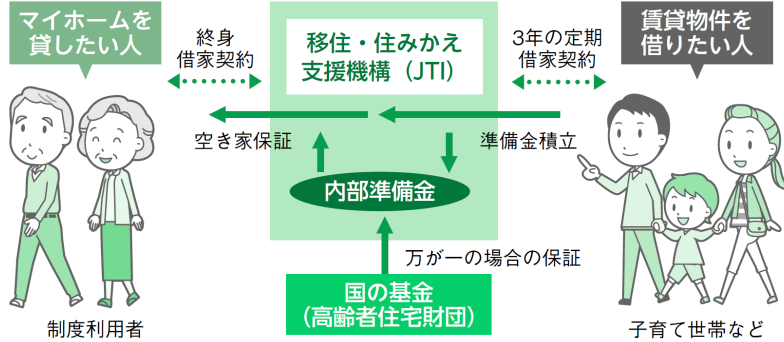 マイホームを
貸したい人
終身
借家契約
移住・住みかえ
支援機構（JTI）
3年の定期
借家契約
賃貸物件を
借りたい人
空き家保証
準備金積立
内部準備金
万が一の場合の保証
国の基金
（高齢者住宅財団）
制度利用者
子育て世帯など